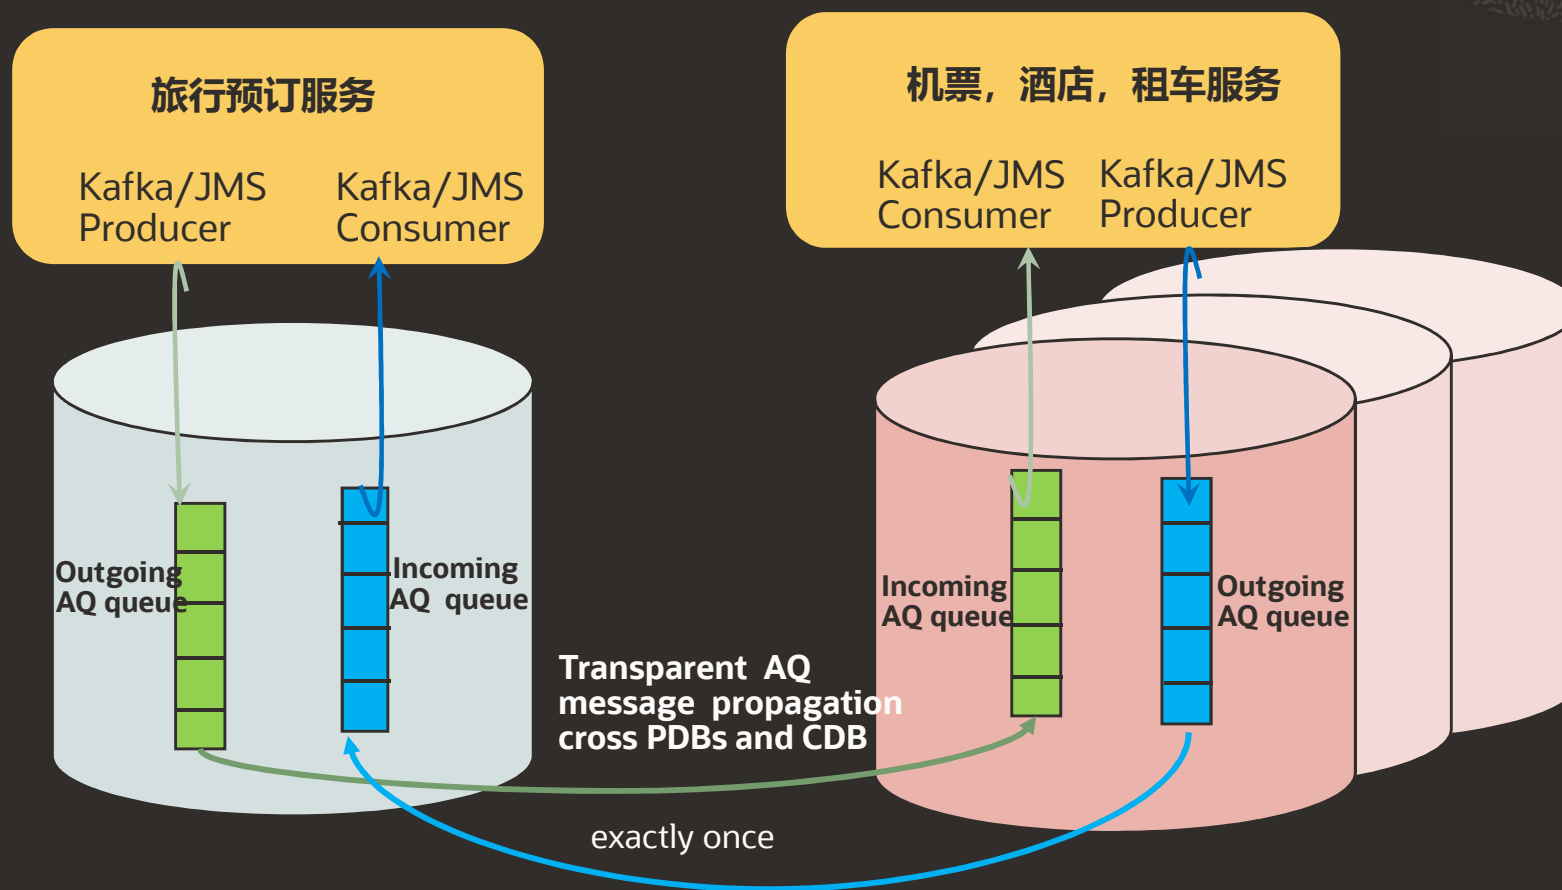 旅行预订服务
Kafka/JMS
Producer
Kafka/JMS
Consumer
机票，酒店，租车服务
Kafka/JMS
Consumer
Kafka/JMS
Producer
Outgoing
AQ queue
Incoming
AQ queue
Incoming
AQ queue
Outgoing
AQ queue
Transparent AQ
message propagation
cross PDBs and CDB
exactly once